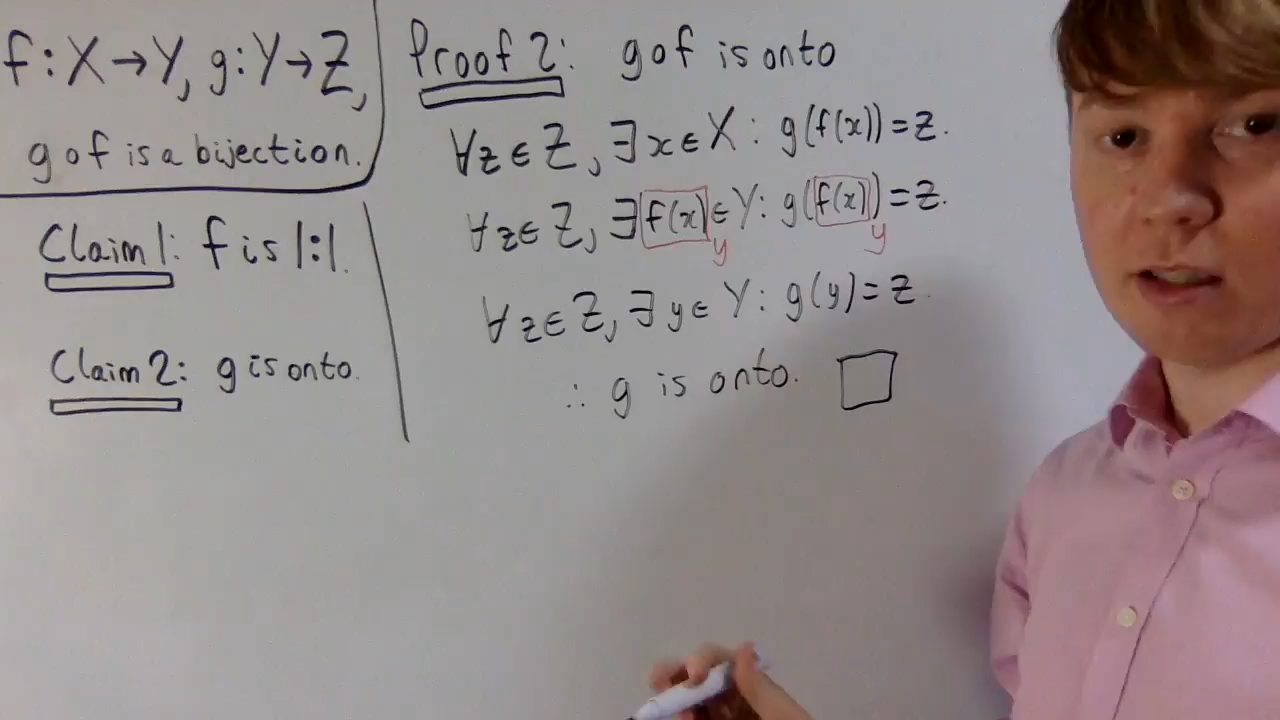 f : X → Y, g : Y → Z,
g o f is a bijection.
Claim 1: f is 1:1.
Claim 2: g is onto.
Proof 2: g o f is onto
∀z ∈ Z, ∃ x ∈ X : g(f(x)) = z.
∀z ∈ Z, ∃ f(x) ∈ Y : g(f(x)) = z.
y y
∀z ∈ Z, ∃ y ∈ Y : g(y) = z.
∴ g is onto. □